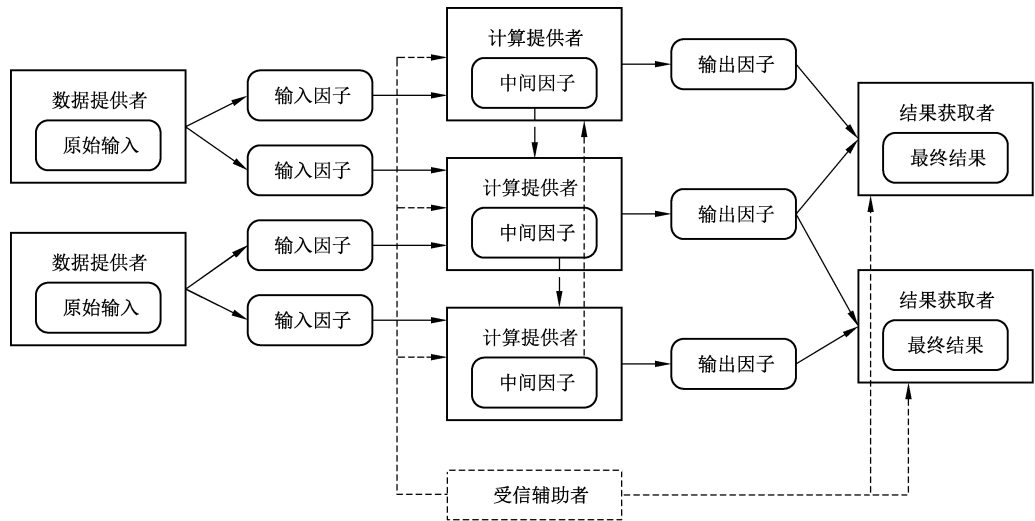 数据提供者
原始输入
数据提供者
原始输入
输入因子
输入因子
输入因子
输入因子
计算提供者
中间因子
计算提供者
中间因子
计算提供者
中间因子
输出因子
输出因子
输出因子
结果获取者
最终结果
结果获取者
最终结果
受信辅助者